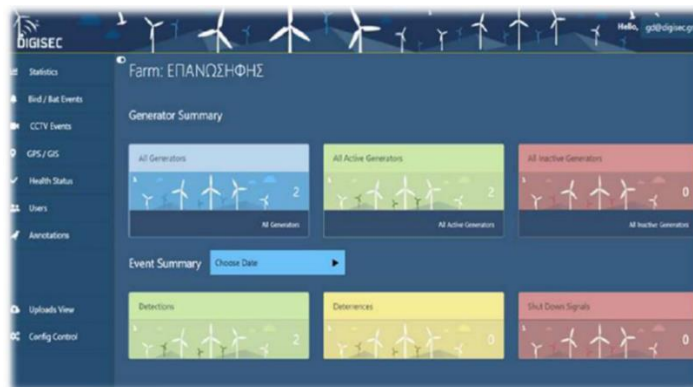 DIGISEC
Hello, gd@digisec.gr
Statistics
Bird / Bat Events
CCTV Events
GPS / GIS
Health Status
Users
Annotations
Uploads View
Config Control
Farm: ΕΠΑΝΩΣΗΦΗΣ
Generator Summary
All Generators
2
All Generators
All Active Generators
2
All Active Generators
All Inactive Generators
0
All Inactive Generators
Event Summary
Choose Date
Detections
2
Deterrences
0
Shut Down Signals
0